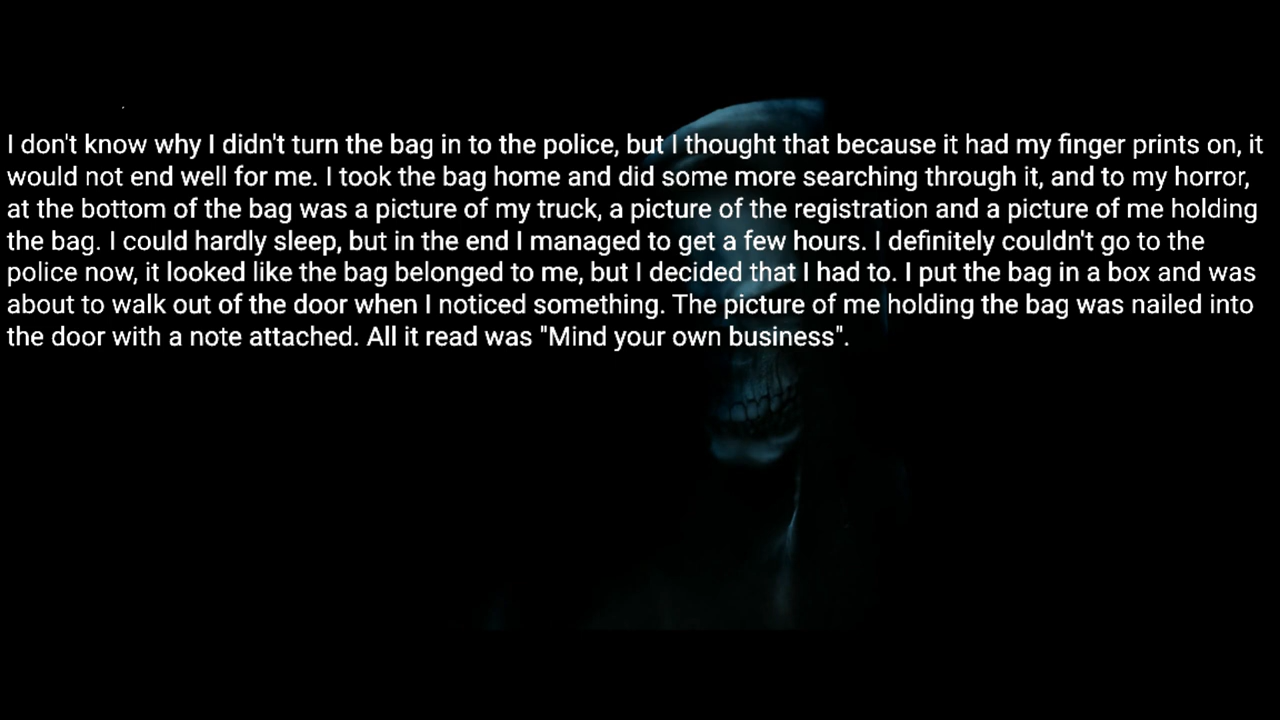 I don't know why I didn't turn the bag in to the police, but I thought that because it had my finger prints on, it
would not end well for me. I took the bag home and did some more searching through it, and to my horror,
at the bottom of the bag was a picture of my truck, a picture of the registration and a picture of me holding
the bag. I could hardly sleep, but in the end I managed to get a few hours. I definitely couldn't go to the
police now, it looked like the bag belonged to me, but I decided that I had to. I put the bag in a box and was
about to walk out of the door when I noticed something. The picture of me holding the bag was nailed into
the door with a note attached. All it read was "Mind your own business".